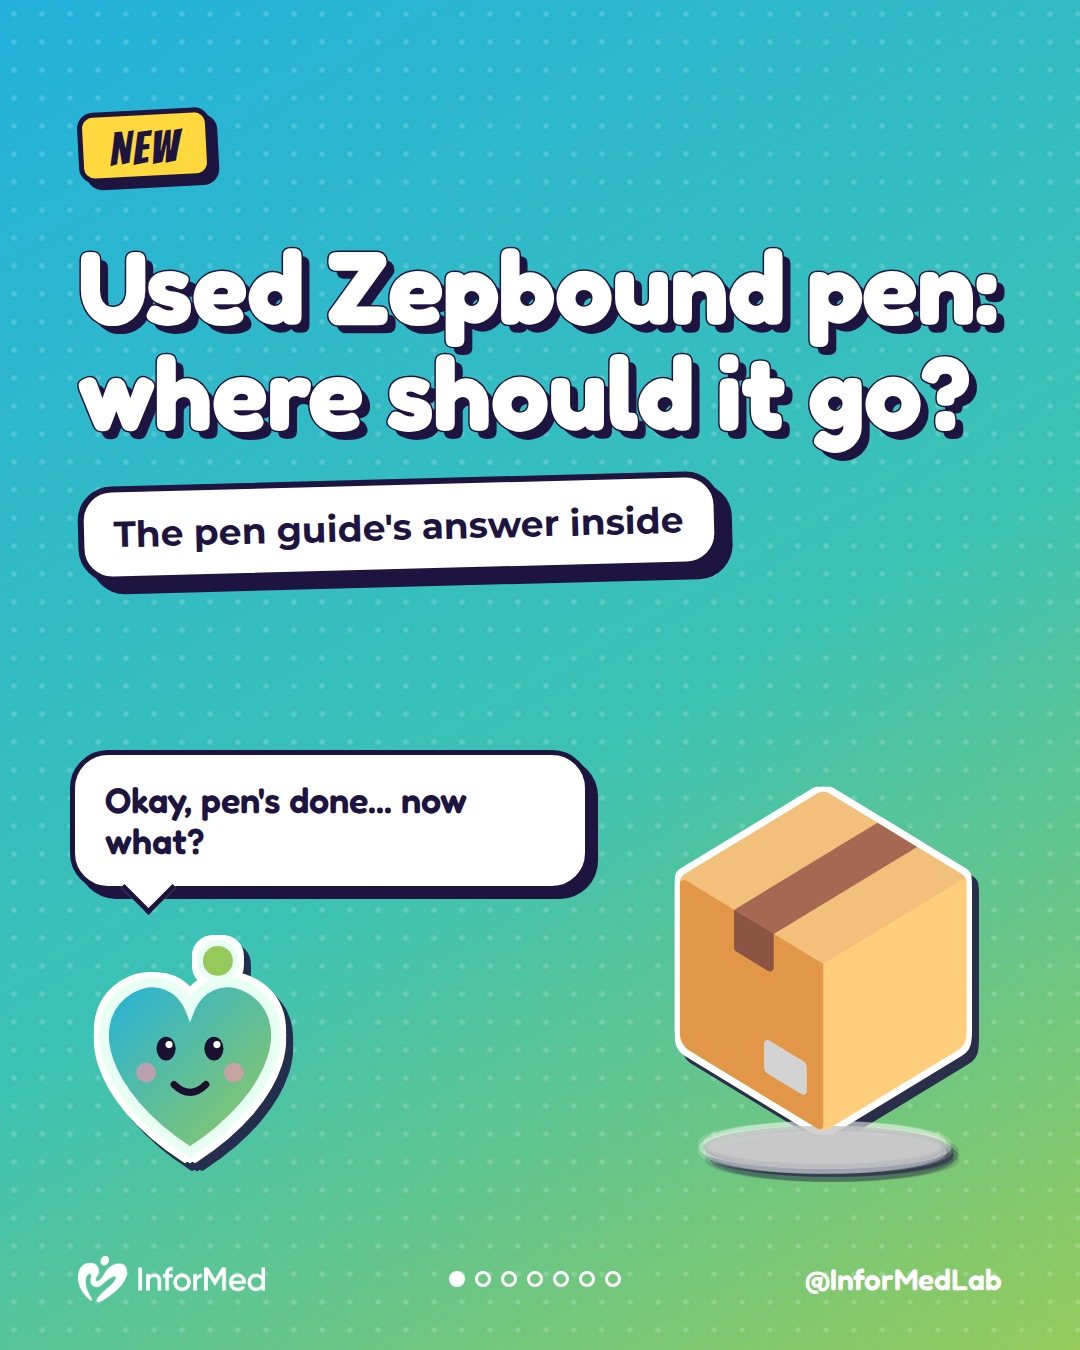 NEW
Used Zepbound pen:
where should it go?
The pen guide's answer inside
Okay, pen's done... now
what?
InforMed
@InforMedLab